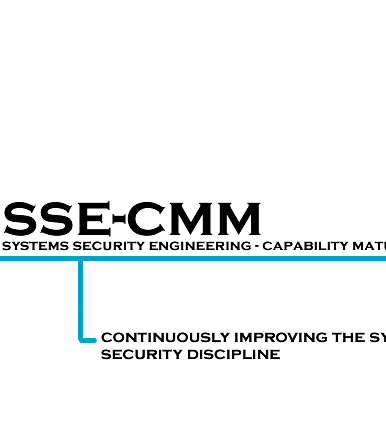 SSE-CMM
SYSTEMS SECURITY ENGINEERING - CAPABILITY MATU
CONTINUOUSLY IMPROVING THE SY
SECURITY DISCIPLINE